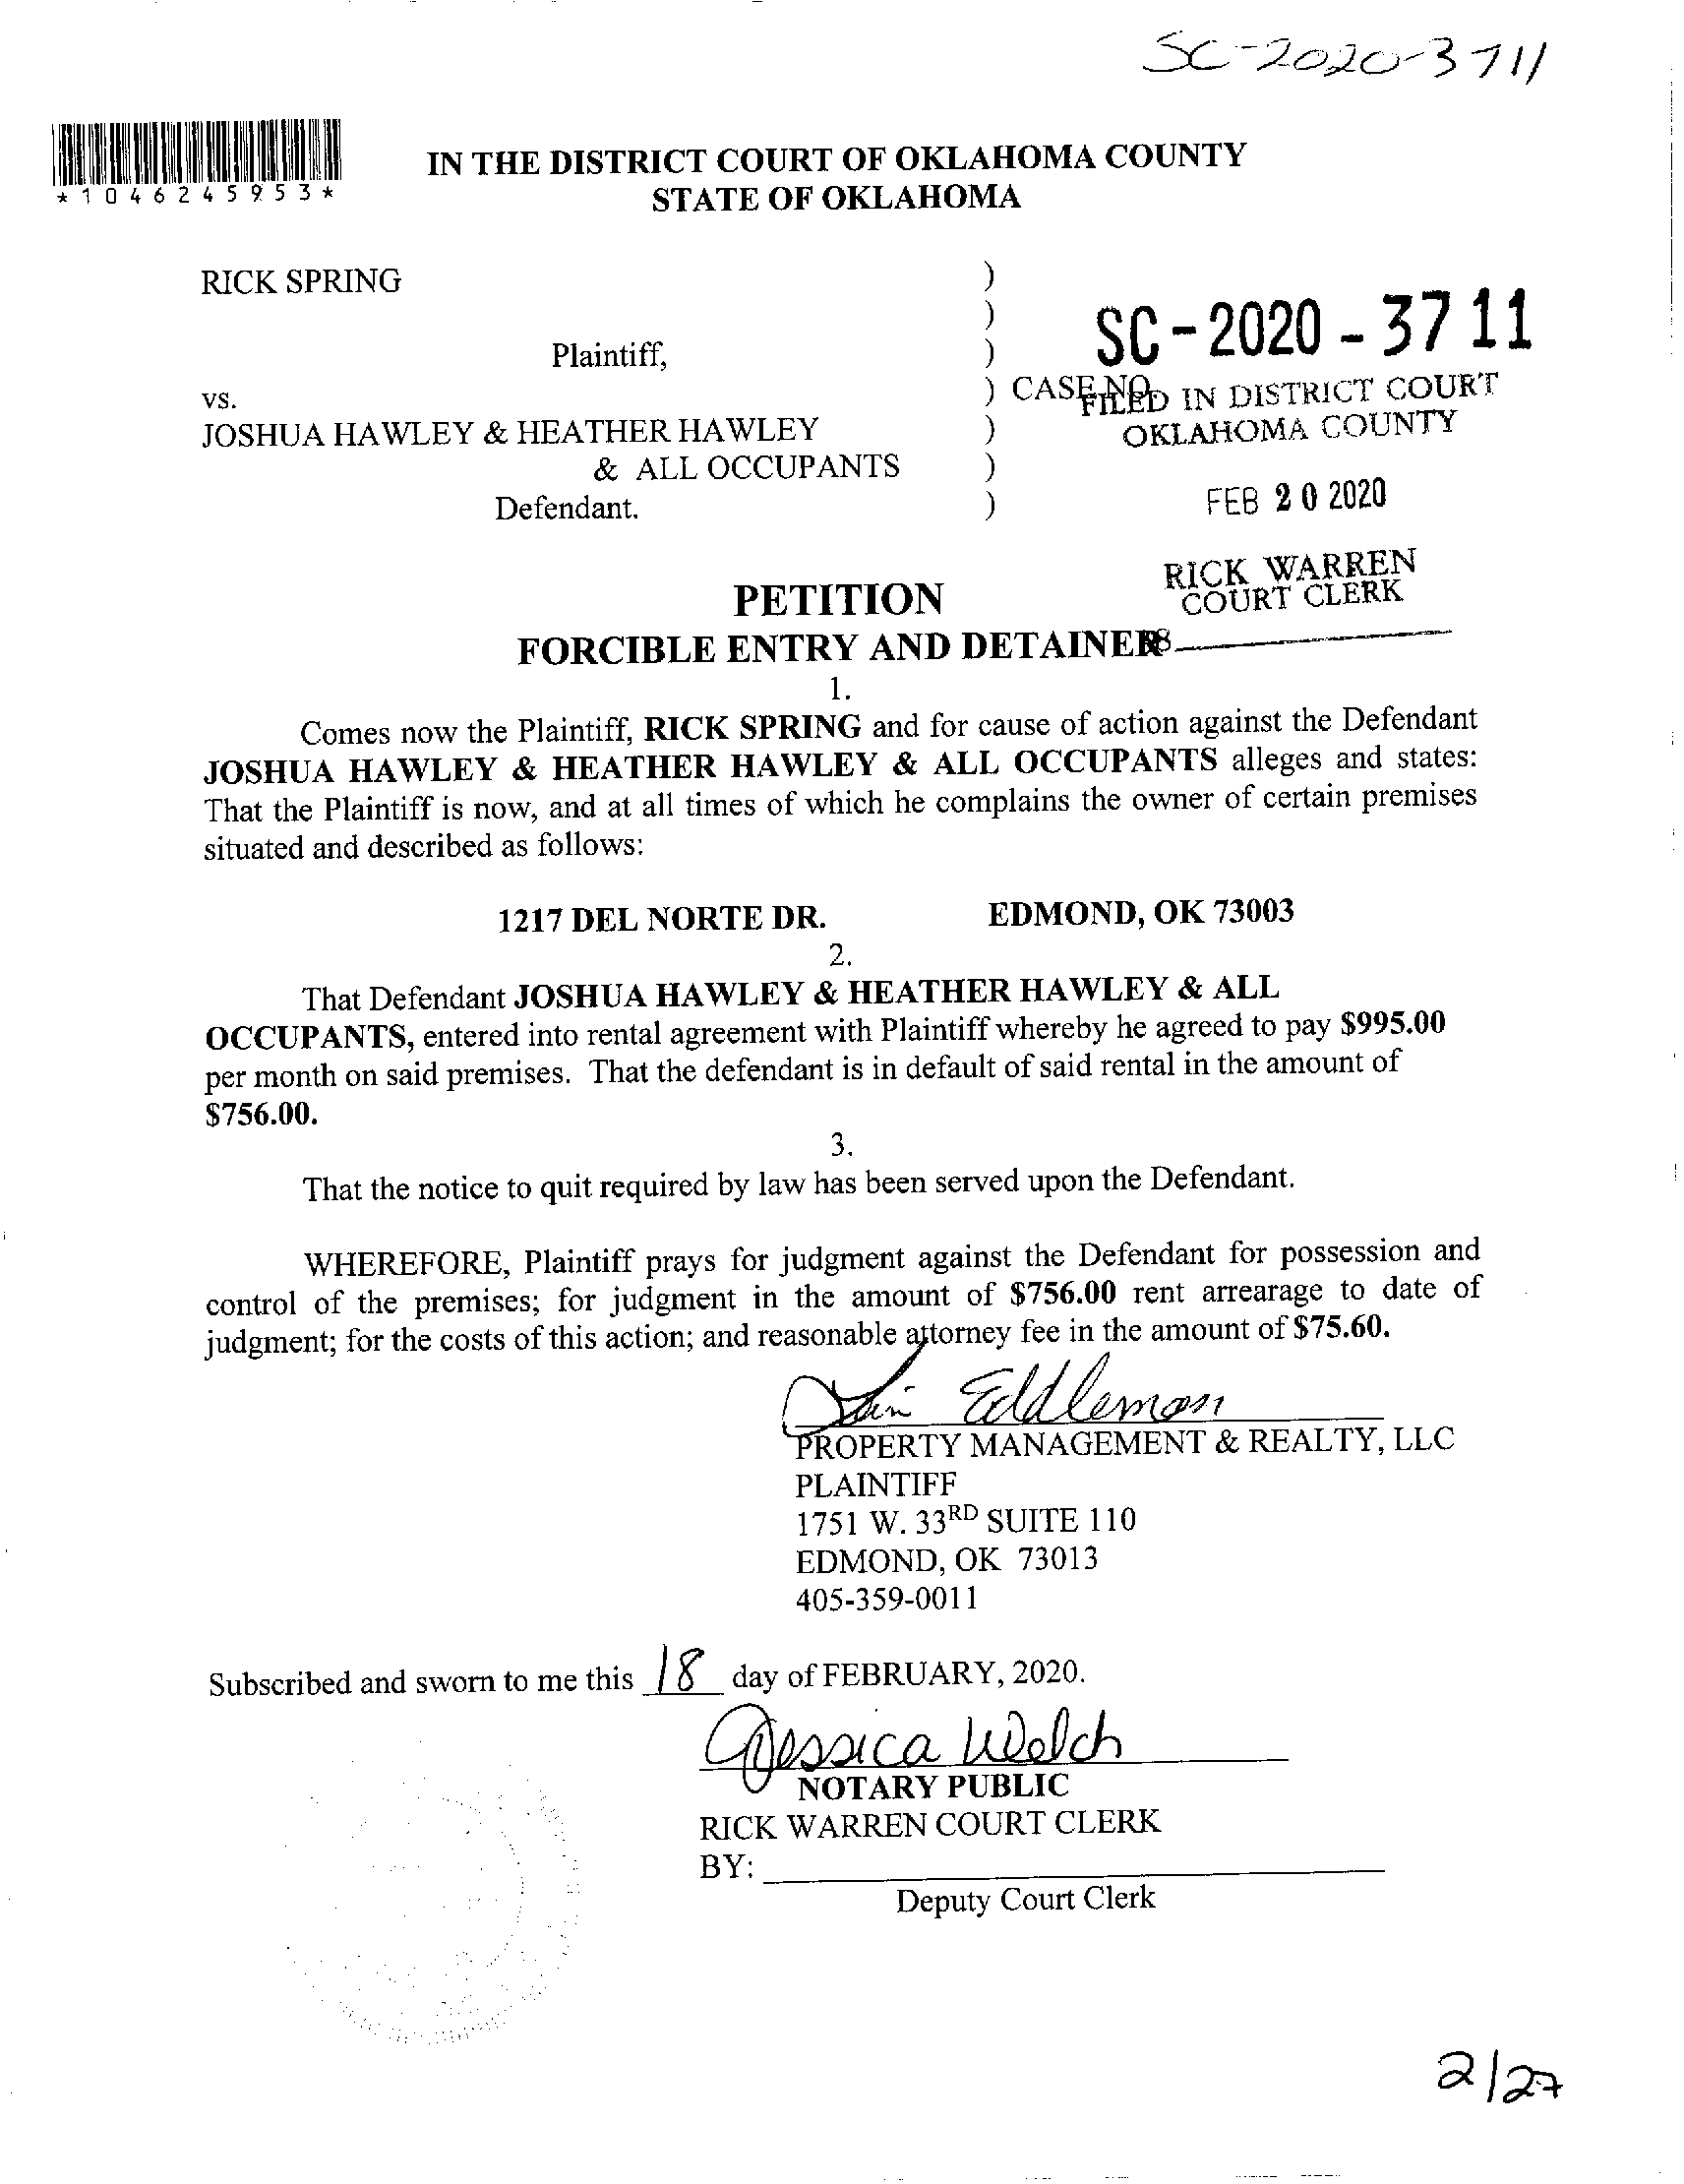 SC-2020-3711
*1046245953*
IN THE DISTRICT COURT OF OKLAHOMA COUNTY
STATE OF OKLAHOMA
RICK SPRING )
)
Plaintiff, )
SC-2020-3711
vs. ) CASE NO.
FILED IN DISTRICT COURT
OKLAHOMA COUNTY
JOSHUA HAWLEY & HEATHER HAWLEY )
& ALL OCCUPANTS )
Defendant. )
FEB 20 2020
RICK WARREN
COURT CLERK
PETITION
FORCIBLE ENTRY AND DETAINER
1.
Comes now the Plaintiff, RICK SPRING and for cause of action against the Defendant
JOSHUA HAWLEY & HEATHER HAWLEY & ALL OCCUPANTS alleges and states:
That the Plaintiff is now, and at all times of which he complains the owner of certain premises
situated and described as follows:
1217 DEL NORTE DR. EDMOND, OK 73003
2.
That Defendant JOSHUA HAWLEY & HEATHER HAWLEY & ALL
OCCUPANTS, entered into rental agreement with Plaintiff whereby he agreed to pay $995.00
per month on said premises. That the defendant is in default of said rental in the amount of
$756.00.
3.
That the notice to quit required by law has been served upon the Defendant.
WHEREFORE, Plaintiff prays for judgment against the Defendant for possession and
control of the premises; for judgment in the amount of $756.00 rent arrearage to date of
judgment; for the costs of this action; and reasonable attorney fee in the amount of $75.60.
Eddleman
PROPERTY MANAGEMENT & REALTY, LLC
PLAINTIFF
1751 W. 33RD SUITE 110
EDMOND, OK 73013
405-359-0011
Subscribed and sworn to me this 18 day of FEBRUARY, 2020.
Jessica Welch
NOTARY PUBLIC
RICK WARREN COURT CLERK
BY:
Deputy Court Clerk
2/27